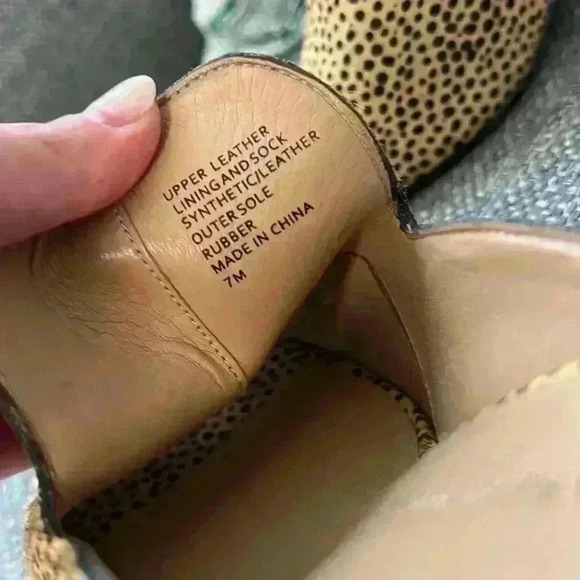 UPPER LEATHER
LINING AND SOCK
SYNTHETIC/LEATHER
OUTER SOLE
RUBBER
MADE IN CHINA
7M